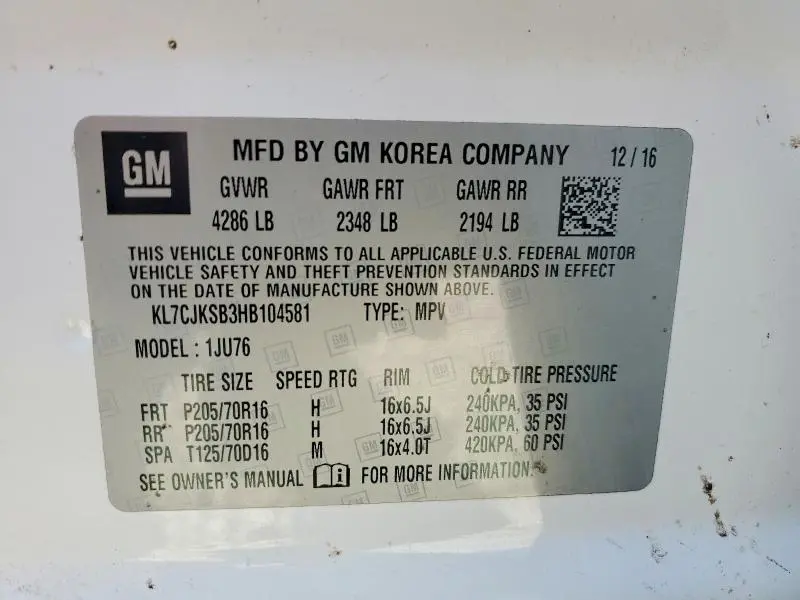 GM MFD BY GM KOREA COMPANY 12/16
GVWR GAWR FRT GAWR RR
4286 LB 2348 LB 2194 LB
THIS VEHICLE CONFORMS TO ALL APPLICABLE U.S. FEDERAL MOTOR
VEHICLE SAFETY AND THEFT PREVENTION STANDARDS IN EFFECT
ON THE DATE OF MANUFACTURE SHOWN ABOVE.
KL7CJKSB3HB104581 TYPE: MPV
MODEL : 1JU76
TIRE SIZE SPEED RTG RIM COLD TIRE PRESSURE
FRT P205/70R16 H 16x6.5J 240KPA, 35 PSI
RR P205/70R16 H 16x6.5J 240KPA, 35 PSI
SPA T125/70D16 M 16x4.0T 420KPA, 60 PSI
SEE OWNER'S MANUAL i FOR MORE INFORMATION.